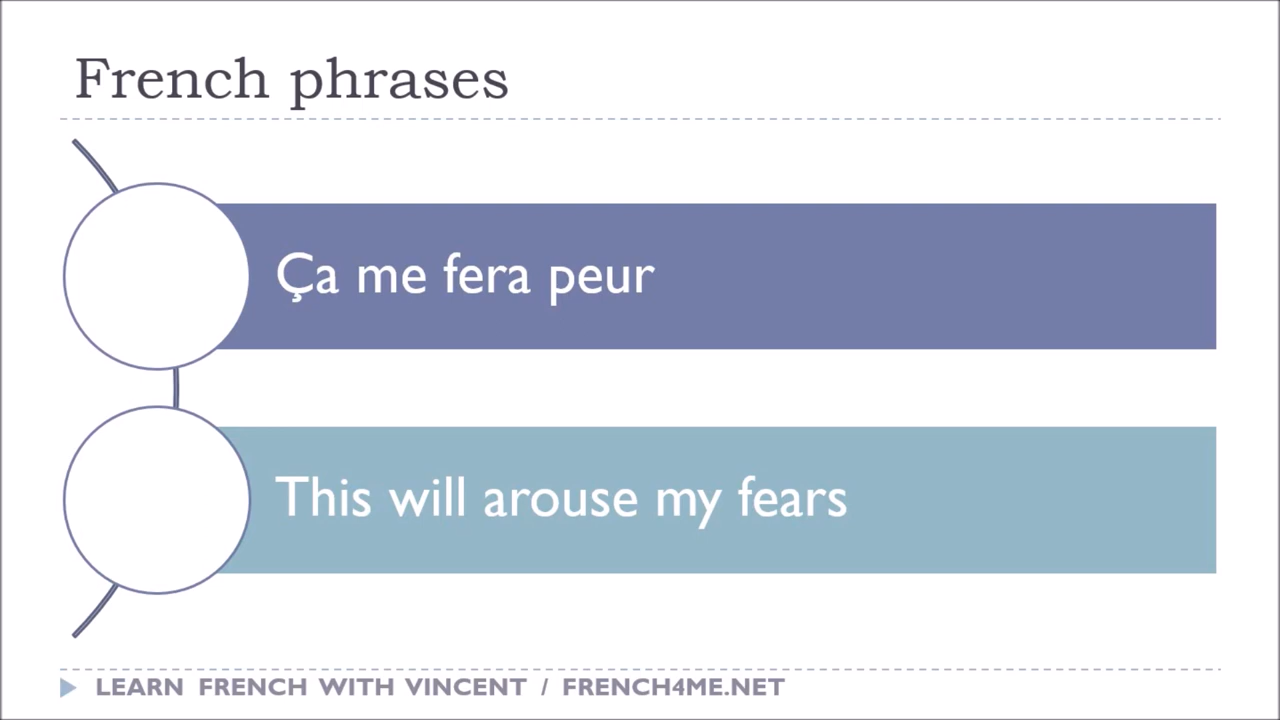 French phrases
Ça me fera peur
This will arouse my fears
LEARN FRENCH WITH VINCENT / FRENCH4ME.NET